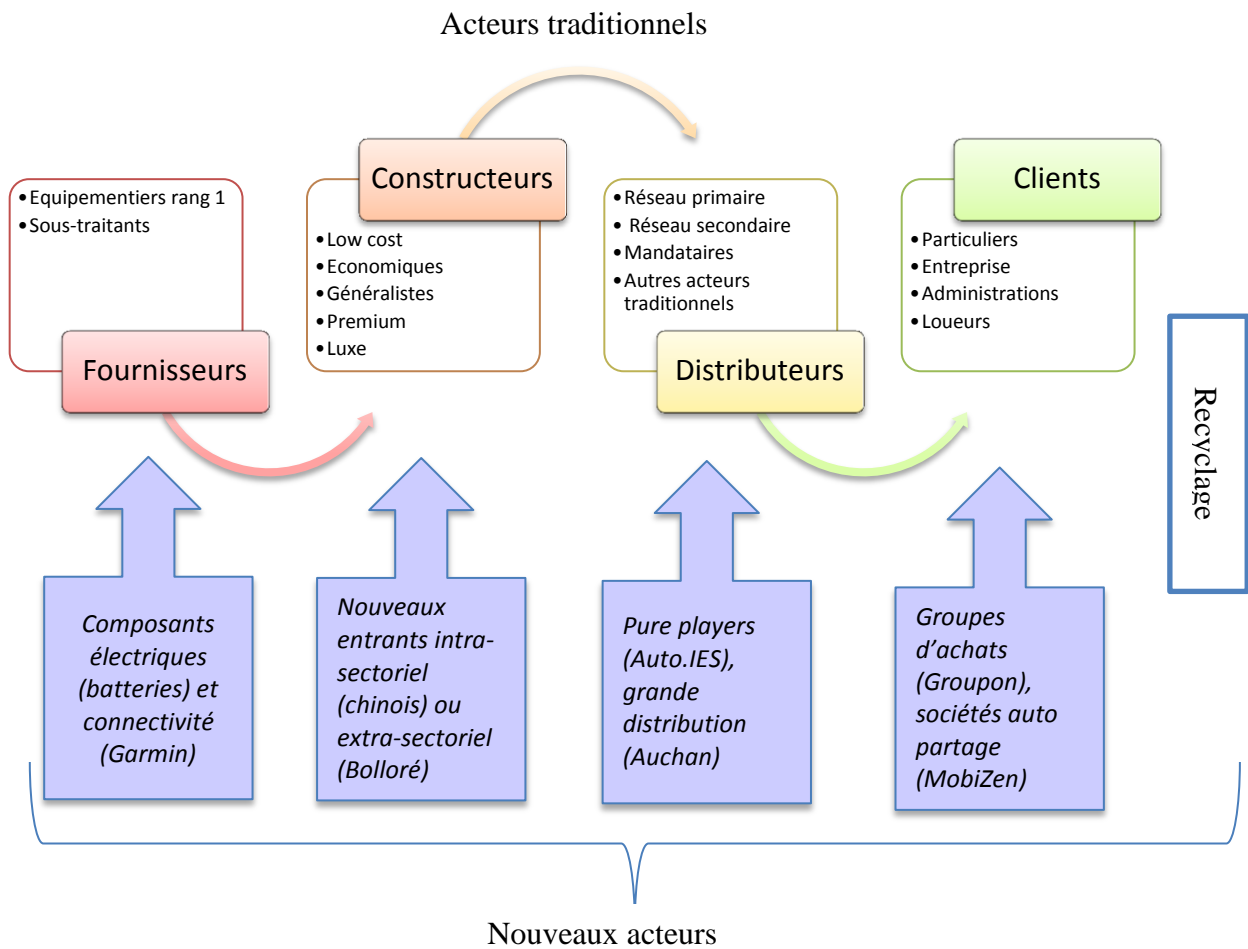 Acteurs traditionnels
•Equipementiers rang 1
•Sous-traitants
Fournisseurs
Constructeurs
•Low cost
•Economiques
•Généralistes
•Premium
•Luxe
•Réseau primaire
• Réseau secondaire
•Mandataires
•Autres acteurs
traditionnels
Distributeurs
Clients
•Particuliers
•Entreprise
•Administrations
•Loueurs
Recyclage
Composants
électriques
(batteries) et
connectivité
(Garmin)
Nouveaux
entrants intra-
sectoriel
(chinois) ou
extra-sectoriel
(Bolloré)
Pure players
(Auto.IES),
grande
distribution
(Auchan)
Groupes
d’achats
(Groupon),
sociétés auto
partage
(MobiZen)
Nouveaux acteurs